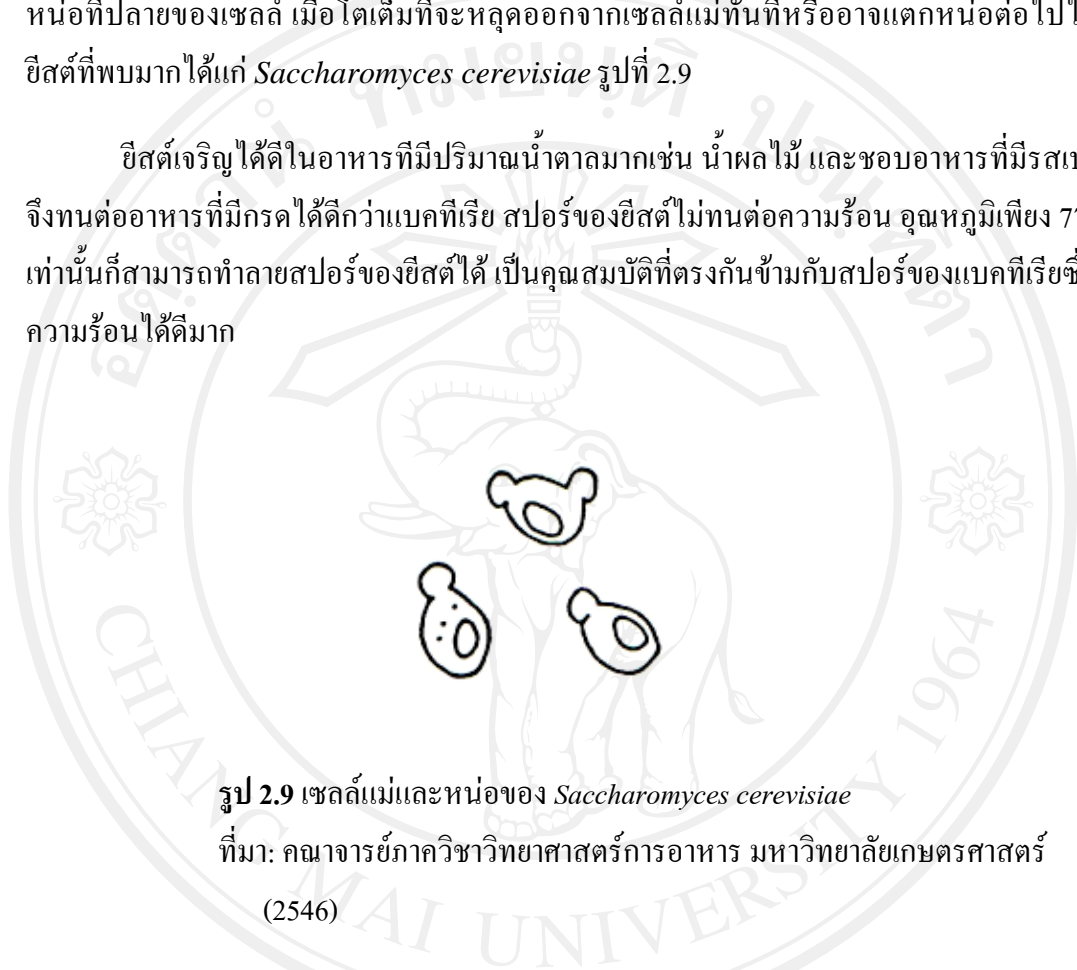 หน่อที่ปลายของเซลล์ เมื่อโตเต็มที่จะหลุดออกจากเซลล์แม่ทันทีหรืออาจแตกหน่อต่อไป
ยีสต์ที่พบมากได้แก่ Saccharomyces cerevisiae รูปที่ 2.9
ยีสต์เจริญได้ดีในอาหารทีมีปริมาณน้ำตาลมากเช่น น้ำผลไม้ และชอบอาหารที่มี
จึงทนต่ออาหารที่มีกรดได้ดีกว่าแบคทีเรีย สปอร์ของยีสต์ไม่ทนต่อความร้อน อุณหภูมิเพียง
เท่านั้นก็สามารถทำลายสปอร์ของยีสต์ได้ เป็นคุณสมบัติที่ตรงกันข้ามกับสปอร์ของแบคทีเรีย
ความร้อนได้ดีมาก
รูป 2.9 เซลล์แม่และหน่อของ Saccharomyces cerevisiae
ที่มา: คณาจารย์ภาควิชาวิทยาศาสตร์การอาหาร มหาวิทยาลัยเกษตรศาสตร์
(2546)
CHIANG MAI UNIVERSITY 1964